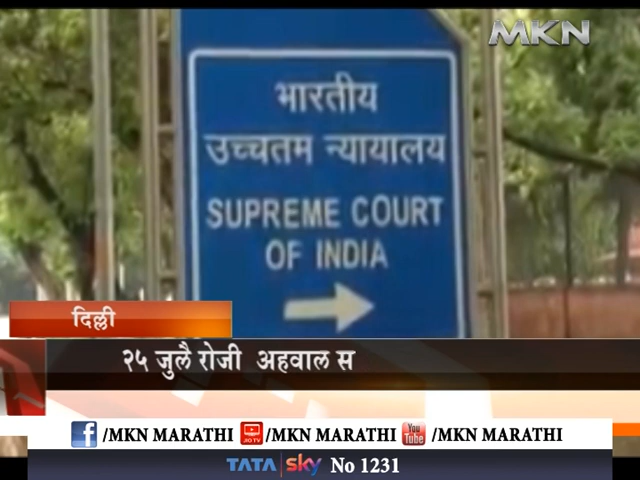 MKN
भारतीय
उच्चतम न्यायालय
SUPREME COURT
OF INDIA
दिल्ली
२५ जुलै रोजी अहवाल स
/MKN MARATHI JIO TV /MKN MARATHI You Tube /MKN MARATHI
TATA sky No 1231